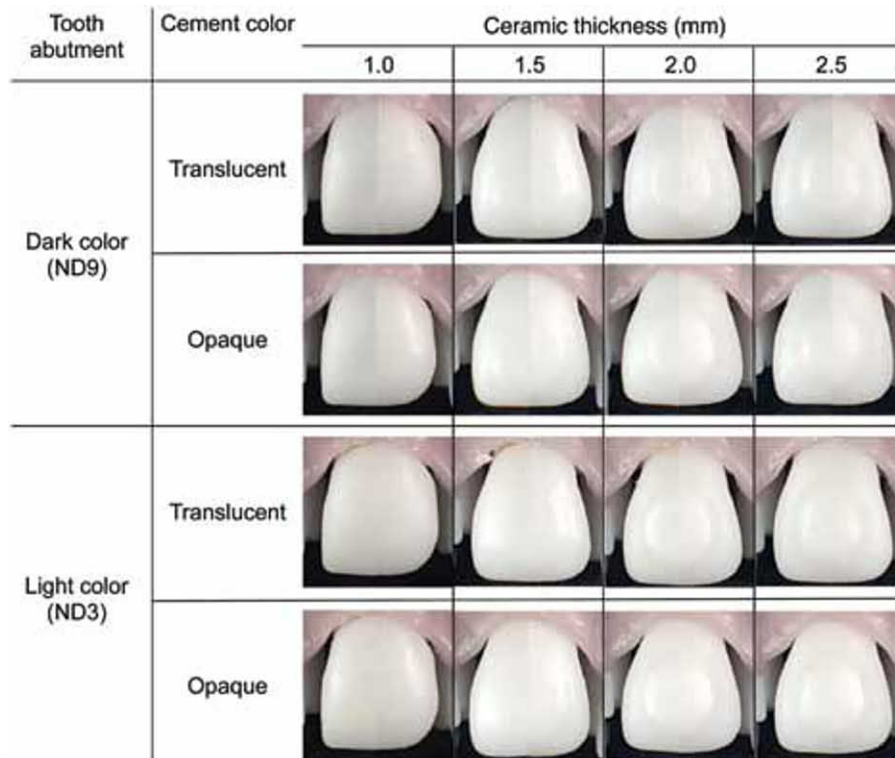 Tooth
abutment
Cement color
Ceramic thickness (mm)
1.0
1.5
2.0
2.5
Dark color
(ND9)
Translucent
Opaque
Light color
(ND3)
Translucent
Opaque